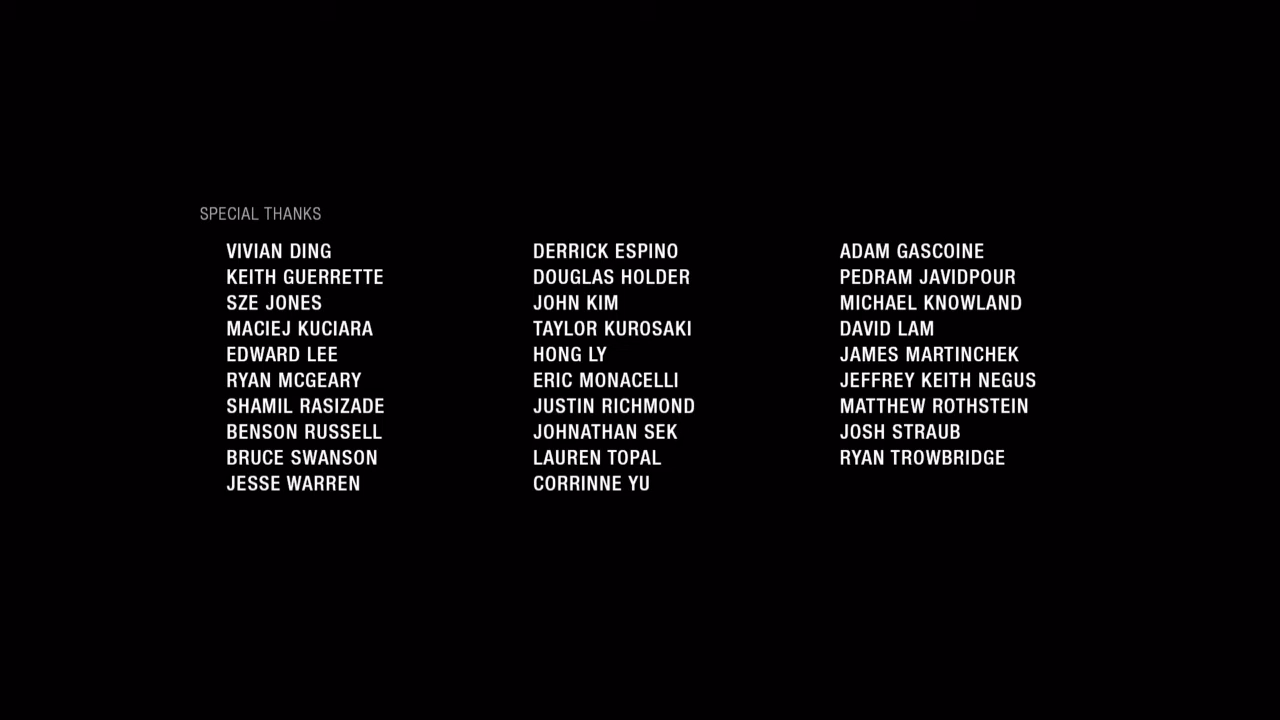 SPECIAL THANKS
VIVIAN DING
KEITH GUERRETTE
SZE JONES
MACIEJ KUCIARA
EDWARD LEE
RYAN MCGEARY
SHAMIL RASIZADE
BENSON RUSSELL
BRUCE SWANSON
JESSE WARREN
DERRICK ESPINO
DOUGLAS HOLDER
JOHN KIM
TAYLOR KUROSAKI
HONG LY
ERIC MONACELLI
JUSTIN RICHMOND
JOHNATHAN SEK
LAUREN TOPAL
CORRINNE YU
ADAM GASCOINE
PEDRAM JAVIDPOUR
MICHAEL KNOWLAND
DAVID LAM
JAMES MARTINCHEK
JEFFREY KEITH NEGUS
MATTHEW ROTHSTEIN
JOSH STRAUB
RYAN TROWBRIDGE